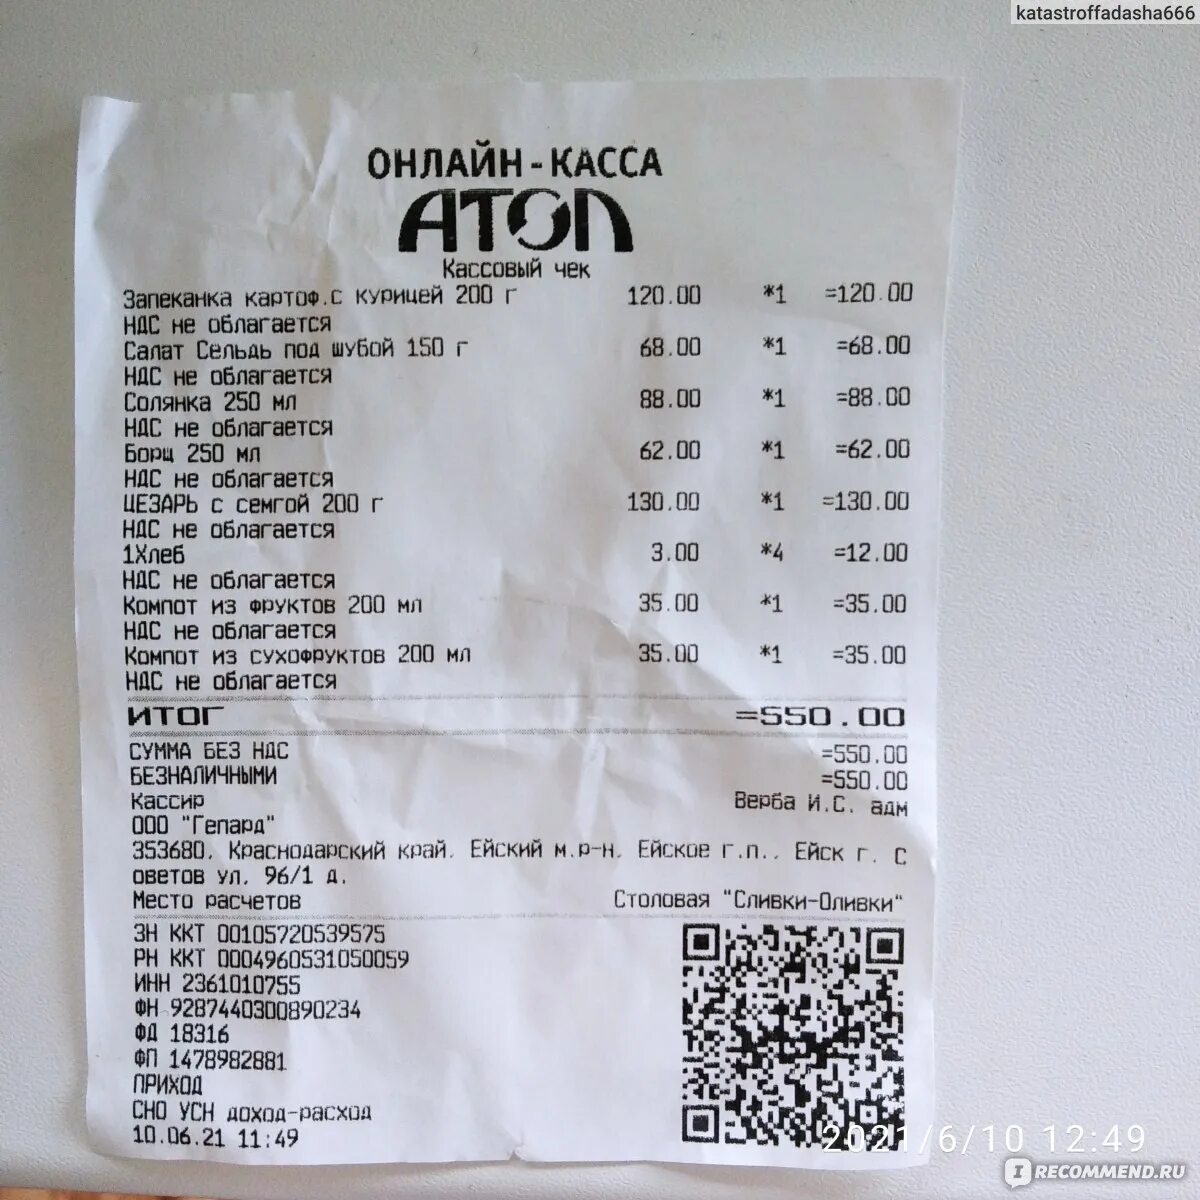 katastroffadasha666
ОНЛАЙН-КАССА
АТОЛ
Кассовый чек
Запеканка картоф.с курицей 200 г 120.00 *1 =120.00
НДС не облагается
Салат Сельдь под шубой 150 г 68.00 *1 =68.00
НДС не облагается
Солянка 250 мл 88.00 *1 =88.00
НДС не облагается
Борщ 250 мл 62.00 *1 =62.00
НДС не облагается
ЦЕЗАРЬ с семгой 200 г 130.00 *1 =130.00
НДС не облагается
1Хлеб 3.00 *4 =12.00
НДС не облагается
Компот из фруктов 200 мл 35.00 *1 =35.00
НДС не облагается
Компот из сухофруктов 200 мл 35.00 *1 =35.00
НДС не облагается
ИТОГ =550.00
СУММА БЕЗ НДС =550.00
БЕЗНАЛИЧНЫМИ =550.00
Кассир Верба И.С. адм
ООО "Гепард"
353680, Краснодарский край, Ейский м.р-н, Ейское г.п., Ейск г. С
оветов ул, 96/1 д.
Место расчетов Столовая "Сливки-Оливки"
ЗН ККТ 00105720539575
РН ККТ 0004960531050059
ИНН 2361010755
ФН 9287440300890234
ФД 18316
ФП 1478982881
ПРИХОД
СНО УСН доход-расход
10.06.21 11:49
2021/6/10 12:49
IRECOMMEND.RU